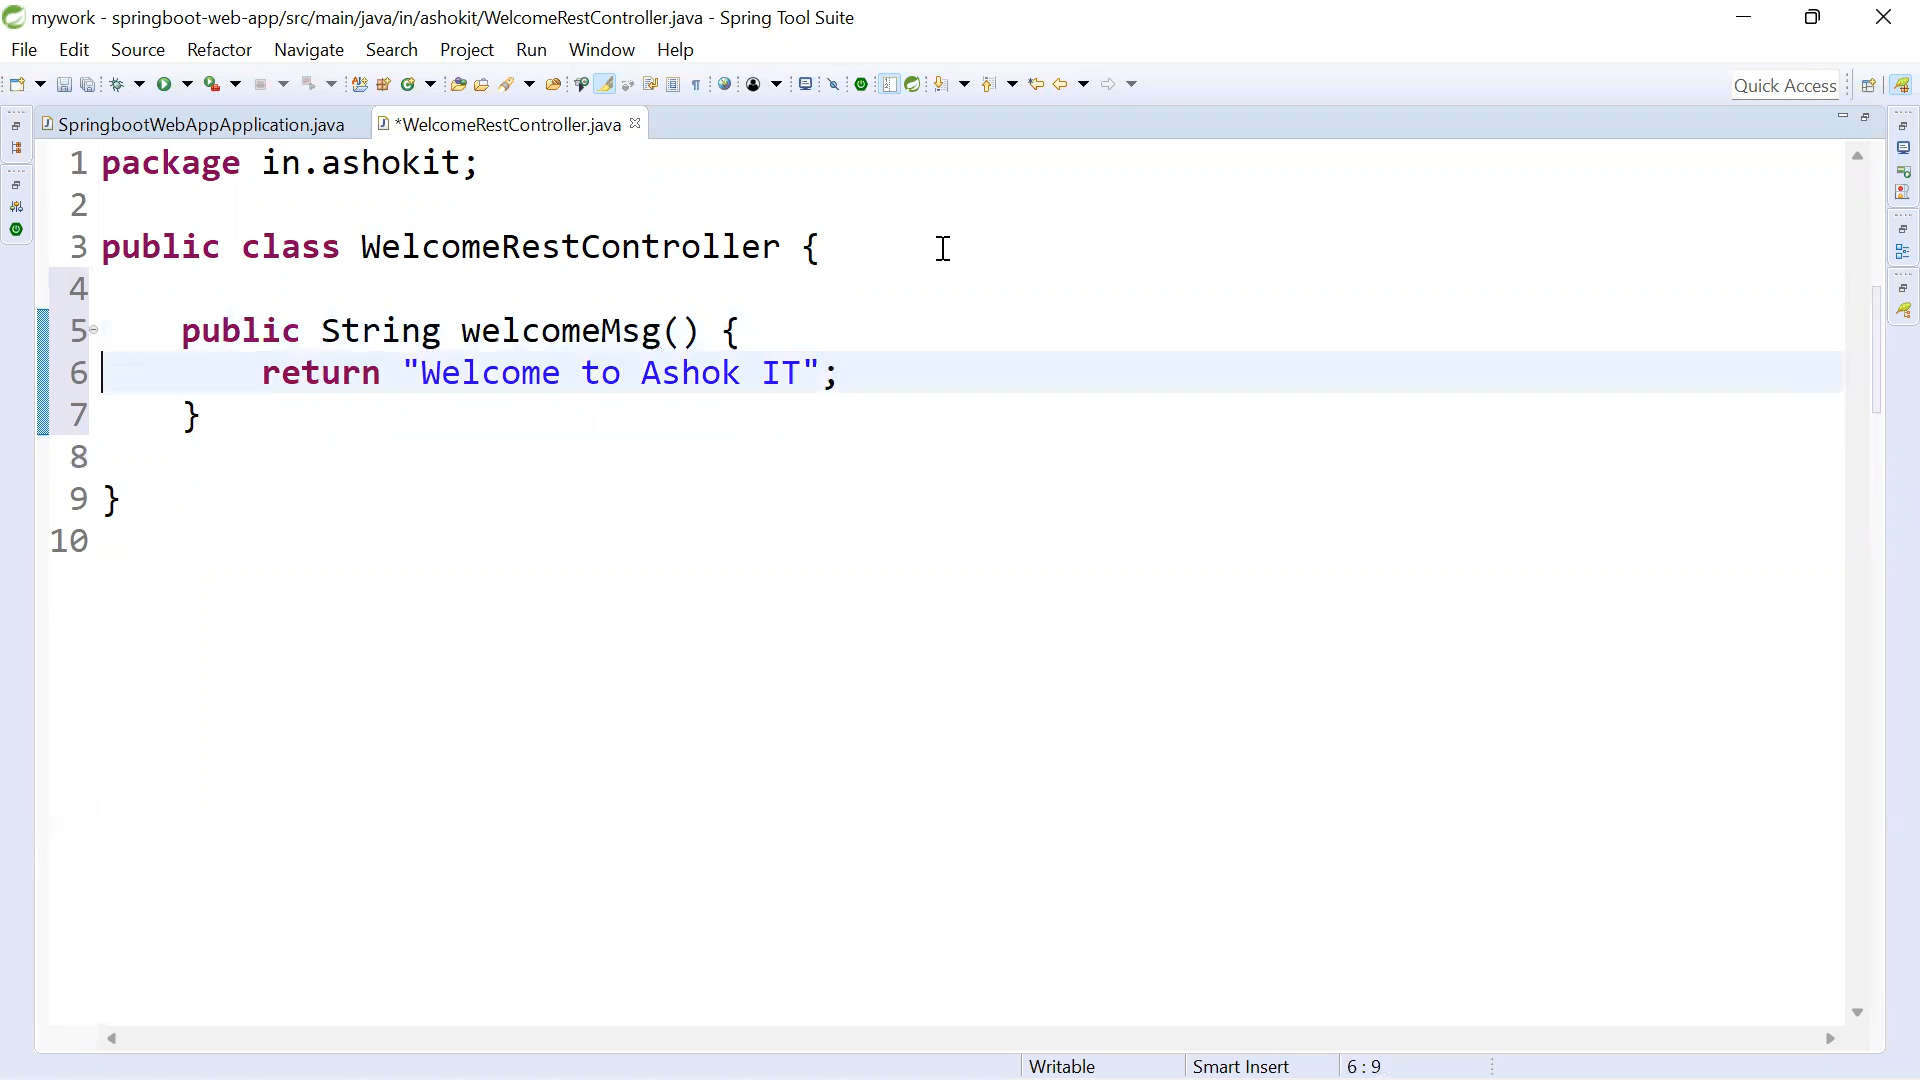 mywork - springboot-web-app/src/main/java/in/ashokit/WelcomeRestController.java - Spring Tool Suite
File Edit Source Refactor Navigate Search Project Run Window Help
Quick Access
SpringbootWebAppApplication.java *WelcomeRestController.java
1 package in.ashokit;
2
3 public class WelcomeRestController {
4
5 public String welcomeMsg() {
6 return "Welcome to Ashok IT";
7 }
8
9 }
10
Writable Smart Insert 6 : 9